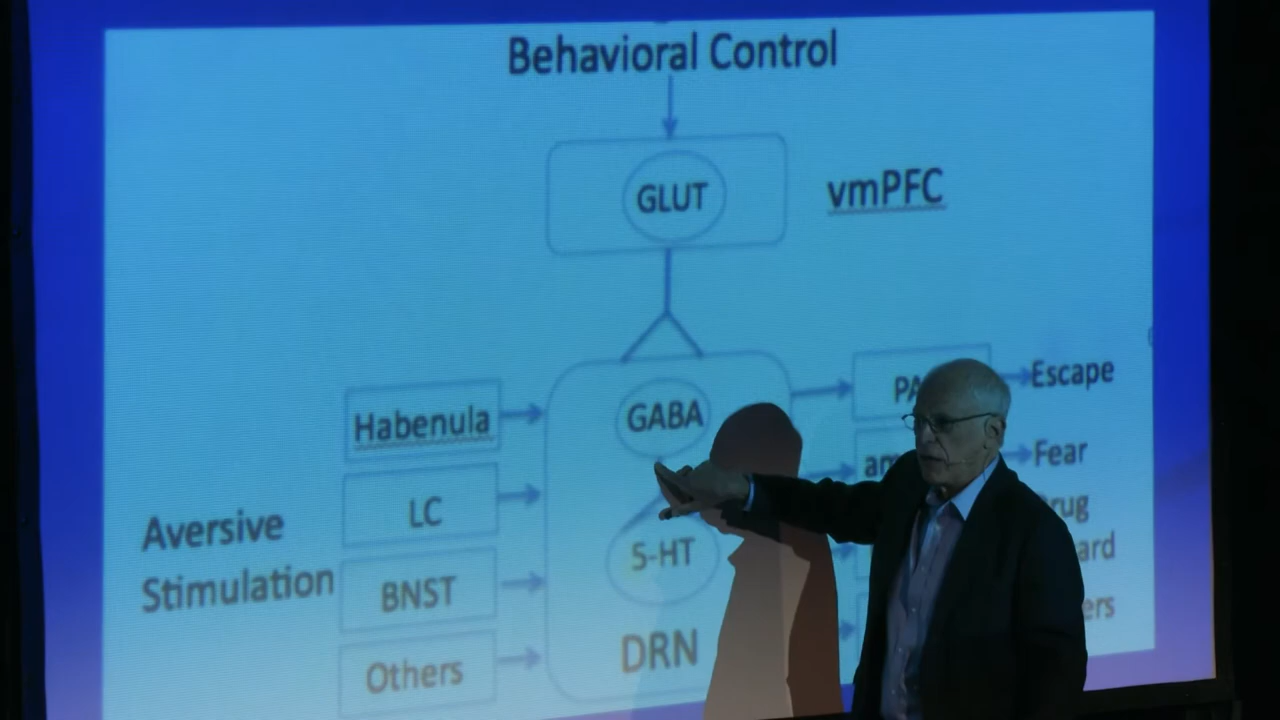 Behavioral Control
GLUT
vmPFC
Habenula
GABA
Escape
LC
Fear
Aversive
Stimulation
5-HT
BNST
DRN
Others